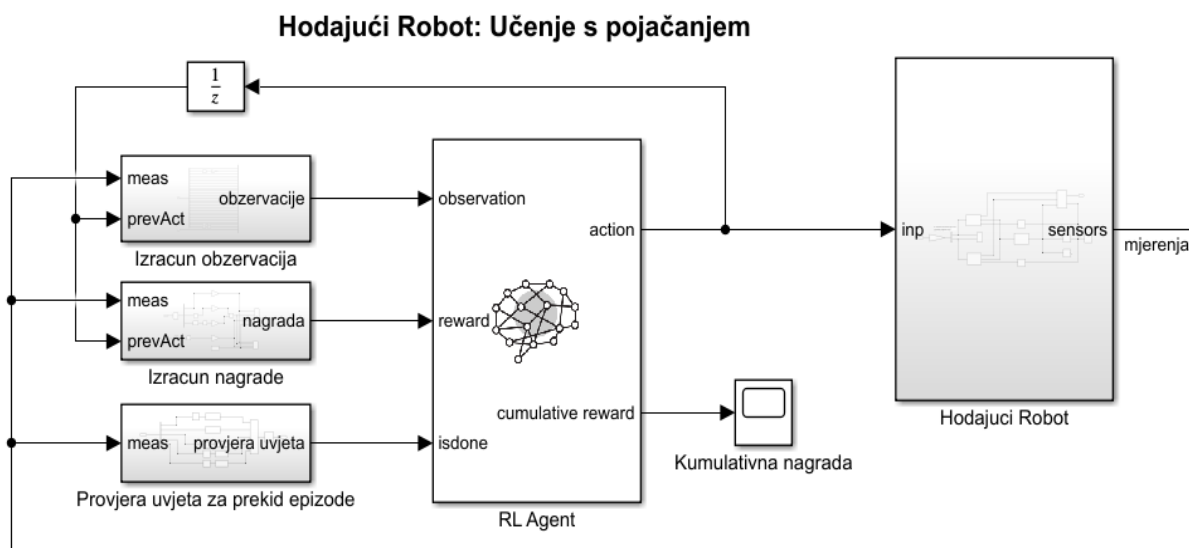 Hodajući Robot: Učenje s pojačanjem
1
z
meas
obzervacije
prevAct
Izracun obzervacija
meas
nagrada
prevAct
Izracun nagrade
meas
provjera uvjeta
Provjera uvjeta za prekid epizode
observation
action
reward
cumulative reward
isdone
RL Agent
Kumulativna nagrada
inp
sensors
Hodajuci Robot
mjerenja